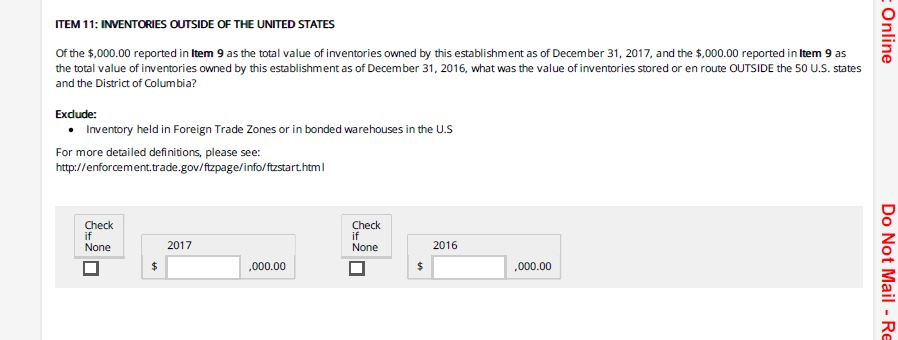 ITEM 11: INVENTORIES OUTSIDE OF THE UNITED STATES
Of the $,000.00 reported in Item 9 as the total value of inventories owned by this establishment as of December 31, 2017, and the $,000.00 reported in Item 9 as
the total value of inventories owned by this establishment as of December 31, 2016, what was the value of inventories stored or en route OUTSIDE the 50 U.S. states
and the District of Columbia?
Exclude:
• Inventory held in Foreign Trade Zones or in bonded warehouses in the U.S
For more detailed definitions, please see:
http://enforcement.trade.gov/ftzpage/info/ftzstart.html
Check
if
None
2017
$ ,000.00
Check
if
None
2016
$ ,000.00
: Online
Do Not Mail - Re